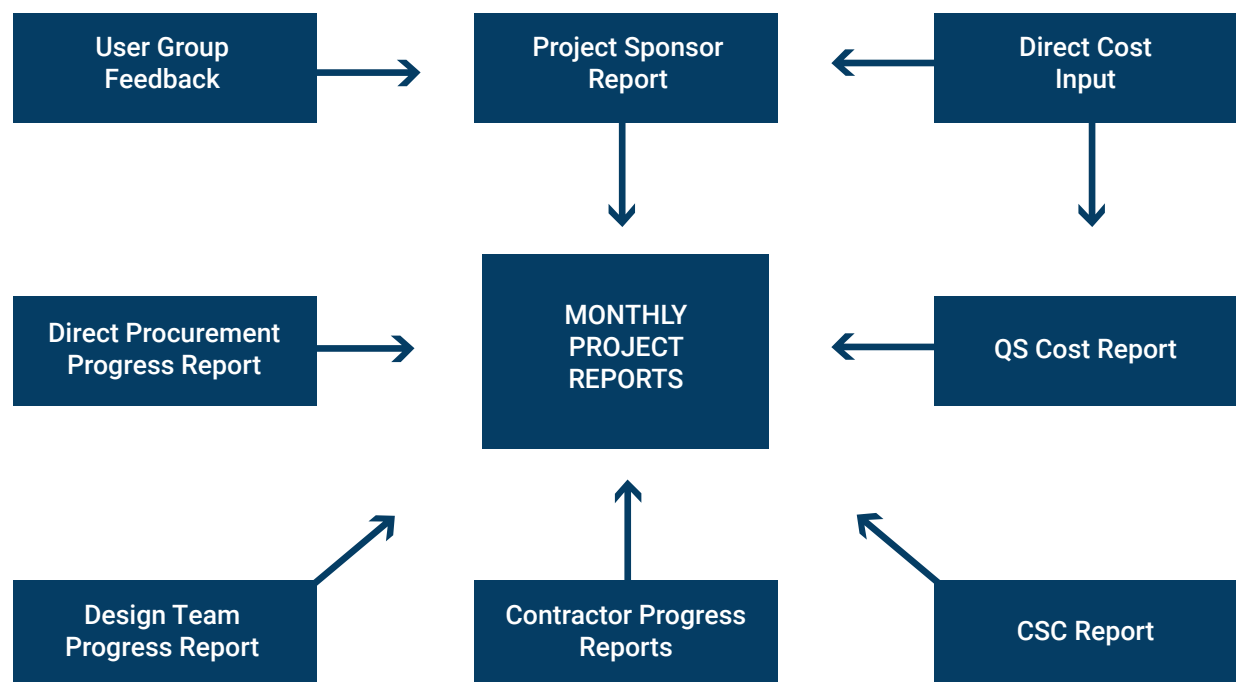 User Group
Feedback
Project Sponsor
Report
Direct Cost
Input
Direct Procurement
Progress Report
MONTHLY
PROJECT
REPORTS
QS Cost Report
Design Team
Progress Report
Contractor Progress
Reports
CSC Report